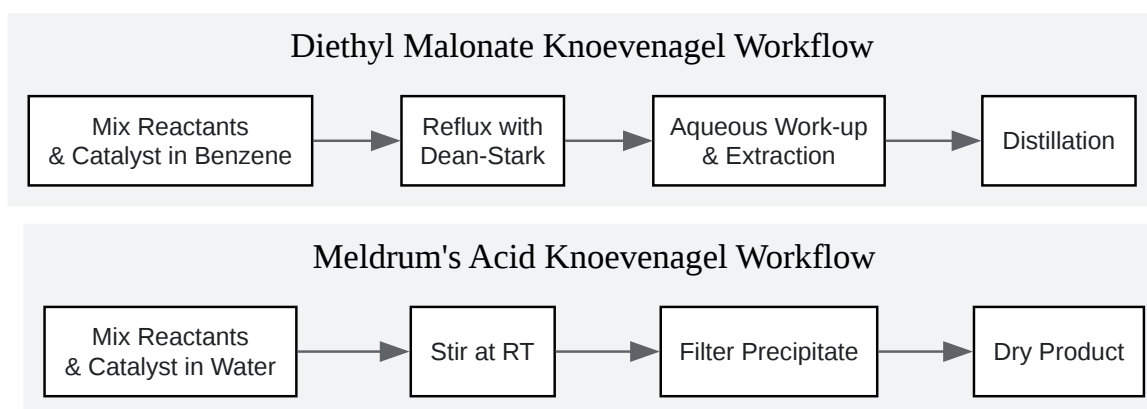 Diethyl Malonate Knoevenagel Workflow
Mix Reactants
& Catalyst in Benzene
Reflux with
Dean-Stark
Aqueous Work-up
& Extraction
Distillation
Meldrum's Acid Knoevenagel Workflow
Mix Reactants
& Catalyst in Water
Stir at RT
Filter Precipitate
Dry Product